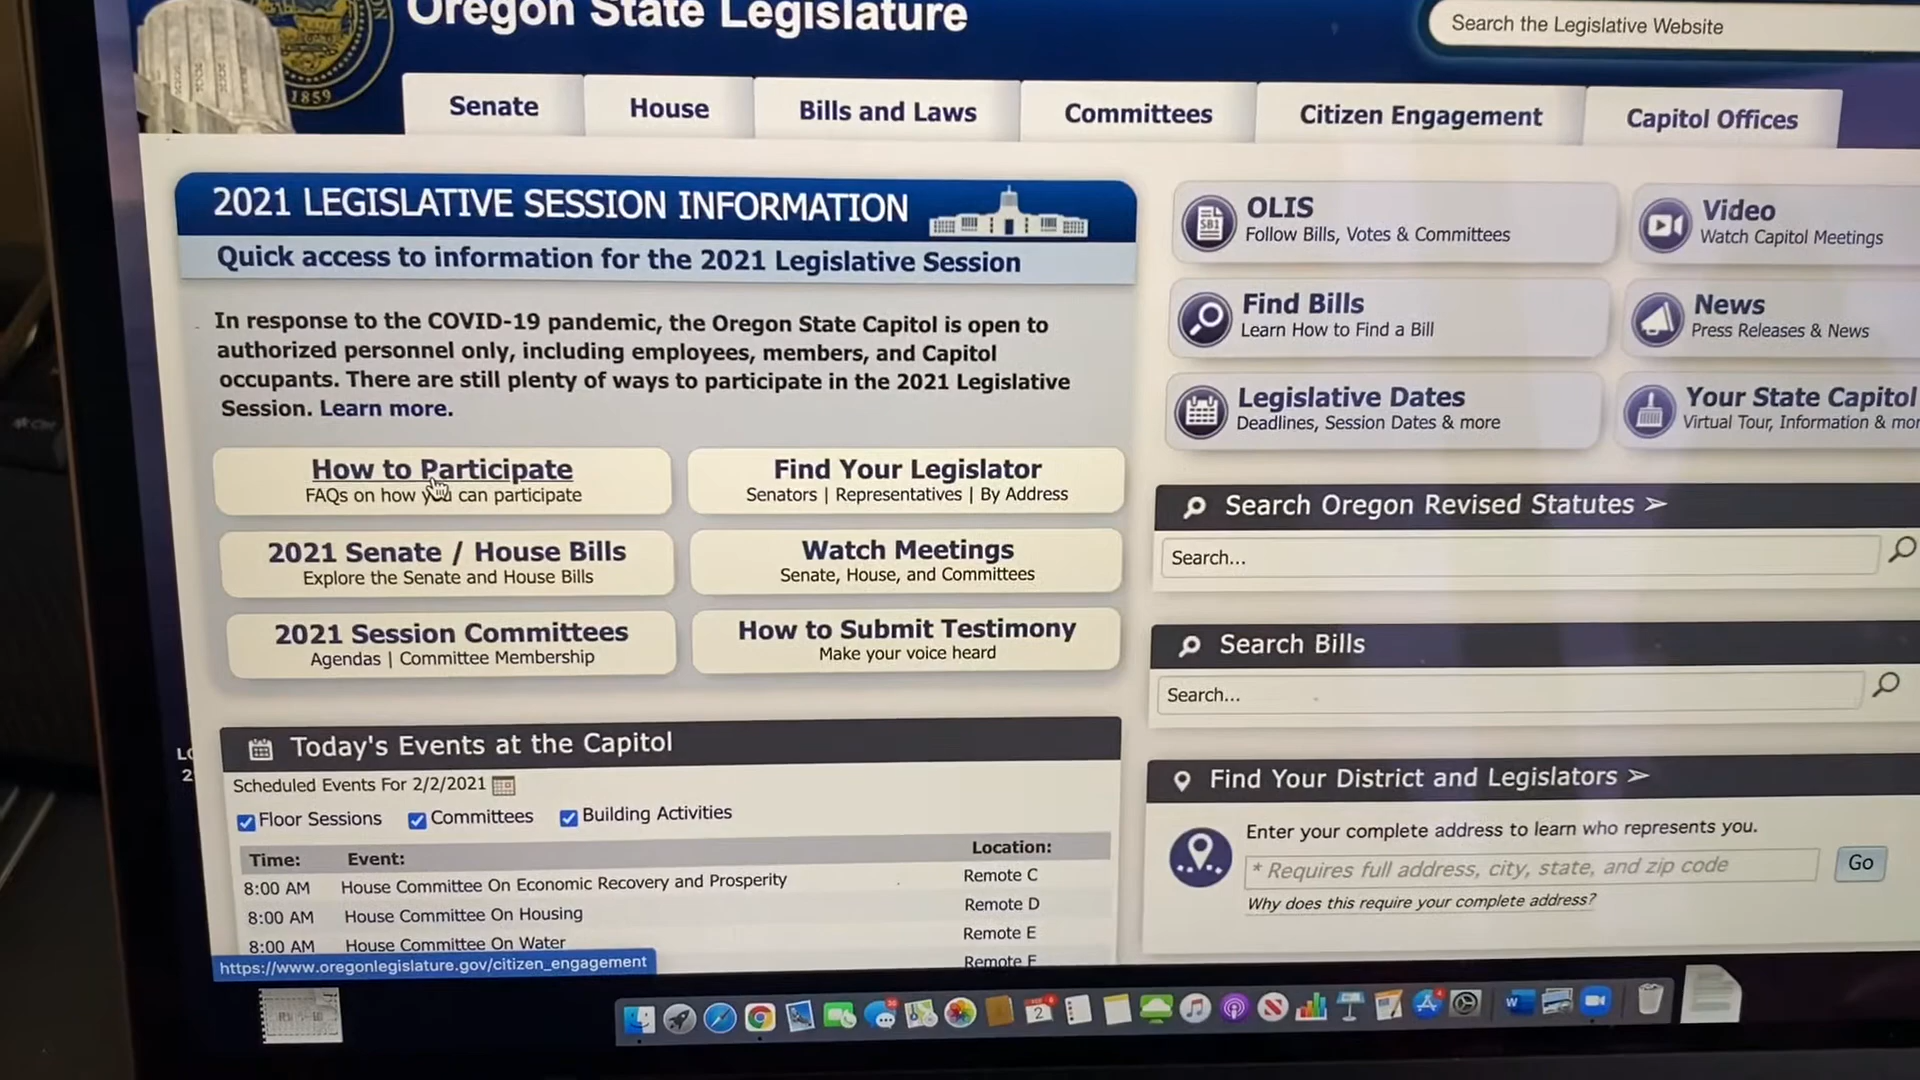 Oregon State Legislature
Search the Legislative Website
1859
Senate
House
Bills and Laws
Committees
Citizen Engagement
Capitol Offices
2021 LEGISLATIVE SESSION INFORMATION
Quick access to information for the 2021 Legislative Session
In response to the COVID-19 pandemic, the Oregon State Capitol is open to
authorized personnel only, including employees, members, and Capitol
occupants. There are still plenty of ways to participate in the 2021 Legislative
Session. Learn more.
How to Participate
FAQs on how you can participate
Find Your Legislator
Senators | Representatives | By Address
2021 Senate / House Bills
Explore the Senate and House Bills
Watch Meetings
Senate, House, and Committees
2021 Session Committees
Agendas | Committee Membership
How to Submit Testimony
Make your voice heard
SB1
OLIS
Follow Bills, Votes & Committees
Video
Watch Capitol Meetings
Find Bills
Learn How to Find a Bill
News
Press Releases & News
Legislative Dates
Deadlines, Session Dates & more
Your State Capitol
Virtual Tour, Information & mor
Search Oregon Revised Statutes
Search...
Search Bills
Search...
Find Your District and Legislators
Enter your complete address to learn who represents you.
* Requires full address, city, state, and zip code
Go
Why does this require your complete address?
Today's Events at the Capitol
Scheduled Events For 2/2/2021
Floor Sessions
Committees
Building Activities
Time:
Event:
Location:
8:00 AM
House Committee On Economic Recovery and Prosperity
Remote C
8:00 AM
House Committee On Housing
Remote D
8:00 AM
House Committee On Water
Remote E
Remote F
https://www.oregonlegislature.gov/citizen_engagement
2
W